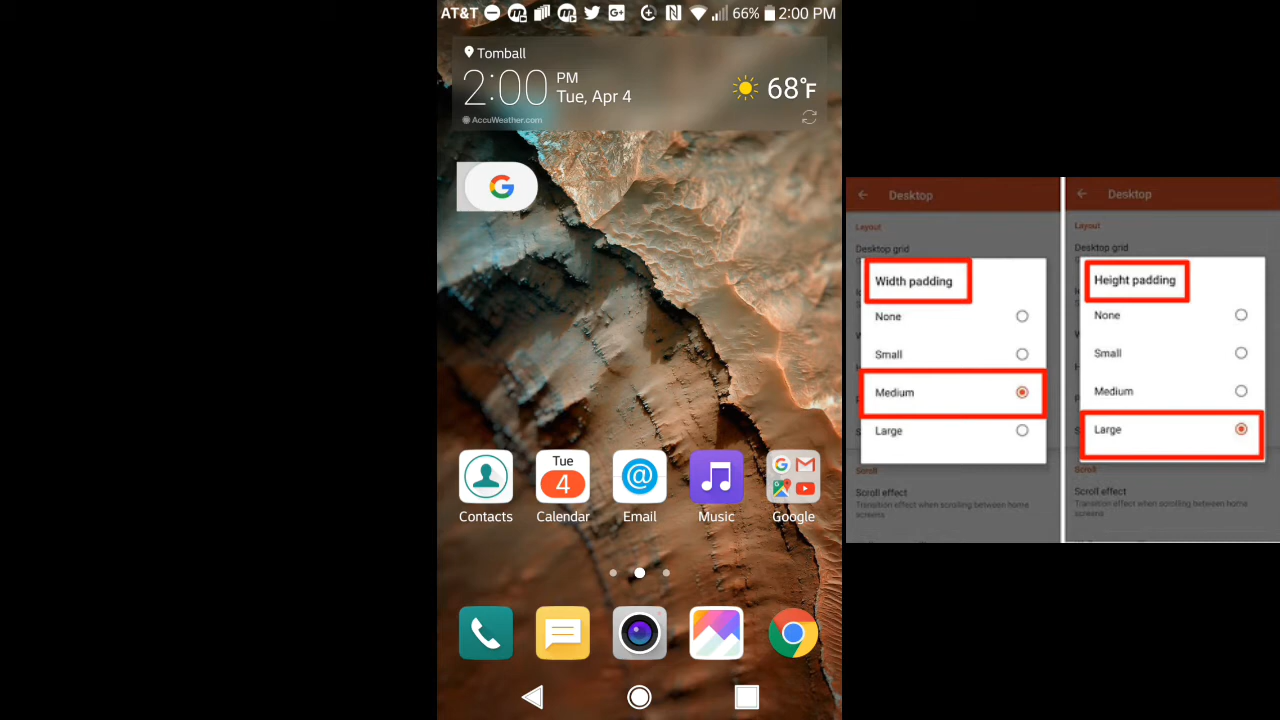 AT&T 66% 2:00 PM
Tomball
2:00 PM
Tue, Apr 4
68°F
AccuWeather.com
Tue
4
Contacts Calendar Email Music Google
Desktop
Layout
Desktop grid
Width padding
None
Small
Medium
Large
Scroll
Scroll effect
Transition effect when scrolling between home
screens
Desktop
Layout
Desktop grid
Height padding
None
Small
Medium
Large
Scroll
Scroll effect
Transition effect when scrolling between home
screens